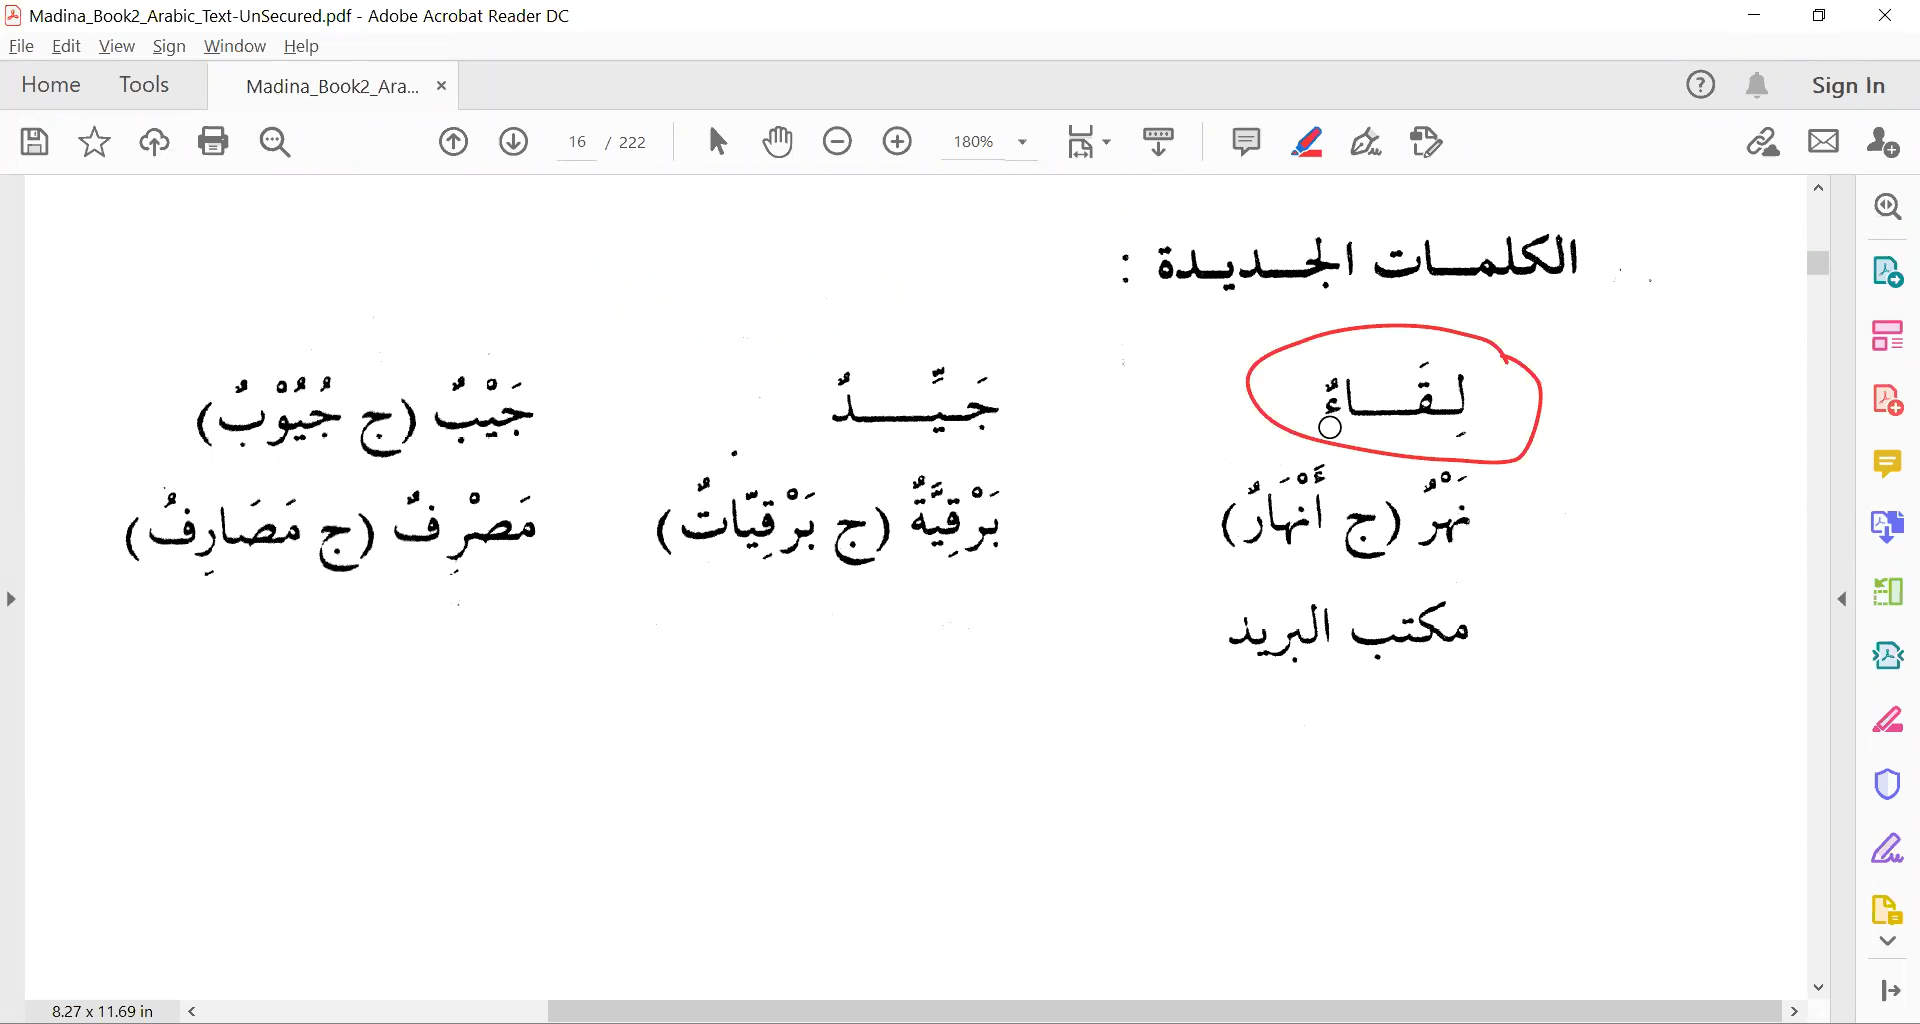 Madina_Book2_Arabic_Text-UnSecured.pdf - Adobe Acrobat Reader DC
File Edit View Sign Window Help
Home Tools Madina_Book2_Ara... × Sign In
16 / 222 180%
الكلمات الجديدة :
لِقَاءٌ جَيِّدٌ جَيْبٌ (ج جُيُوْبٌ)
نَهْرٌ (ج أَنْهَارٌ) بَرْقِيَّةٌ (ج بَرْقِيّاتٌ) مَصْرِفٌ (ج مَصَارِفُ)
مكتب البريد
8.27 x 11.69 in